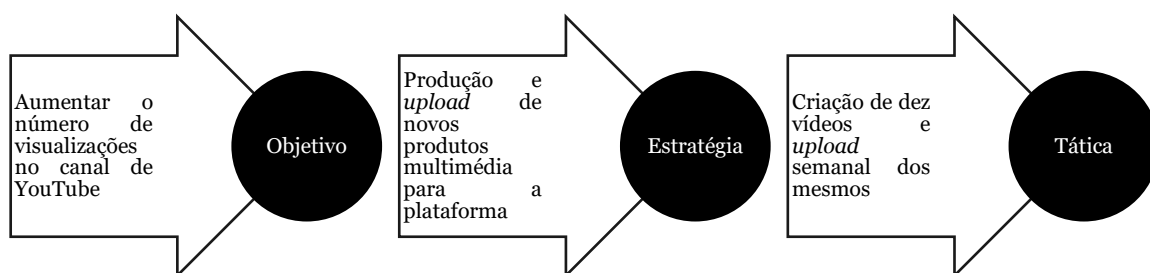 Aumentar o
número de
visualizações
no canal de
YouTube
Objetivo
Produção e
upload de
novos
produtos
multimédia
para a
plataforma
Estratégia
Criação de dez
vídeos e
upload
semanal dos
mesmos
Tática